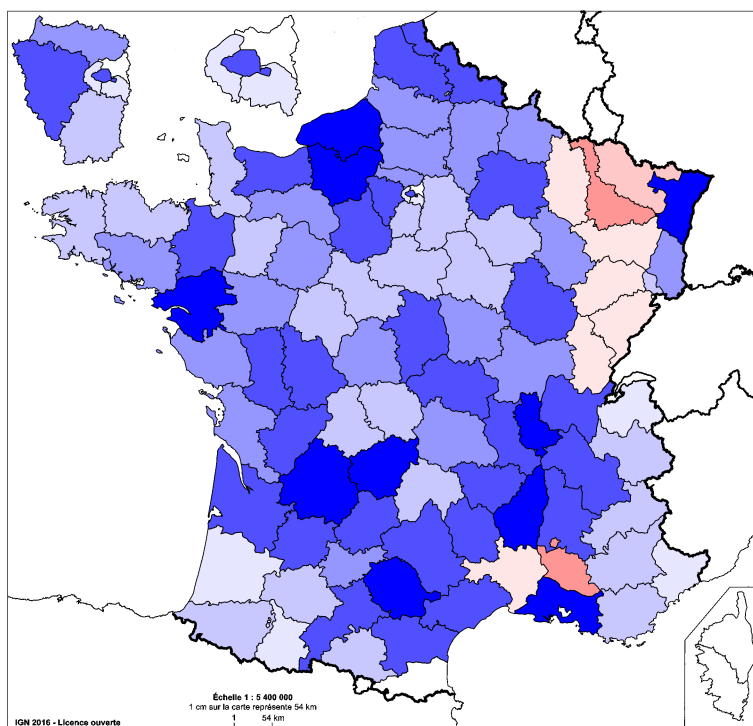 Échelle 1 : 5 400 000
1 cm sur la carte représente 54 km
1 54 km
IGN 2016 - Licence ouverte